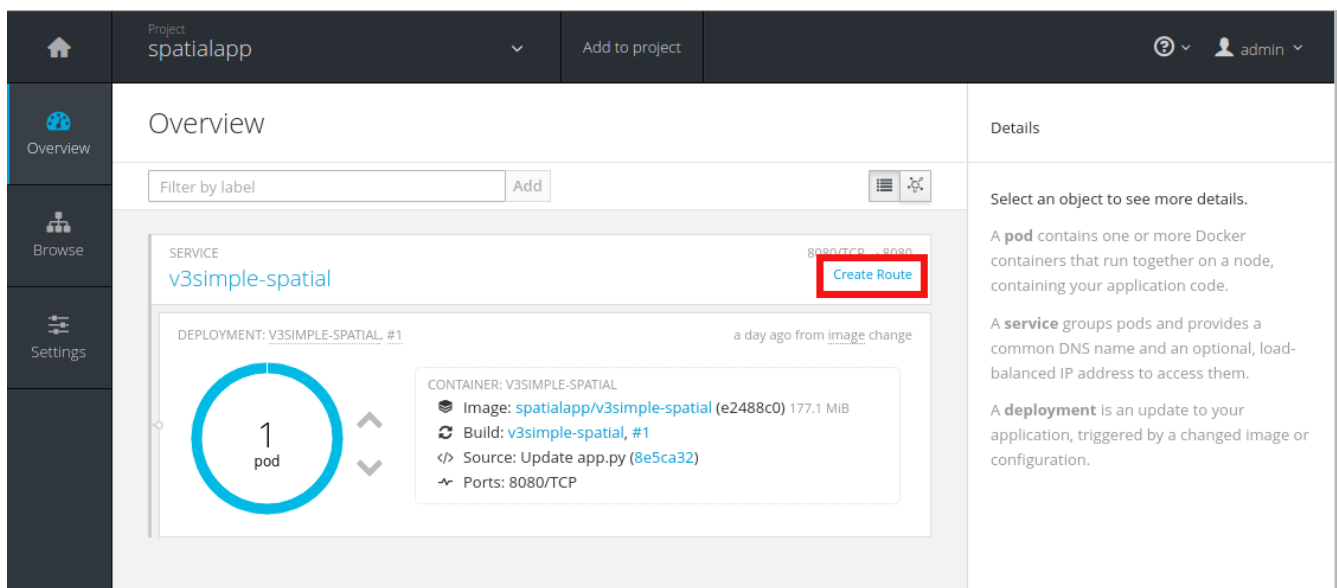 Project
spatialapp
Add to project
admin
Overview
Browse
Settings
Overview
Filter by label
Add
SERVICE
8080/TCP → 8080
v3simple-spatial
Create Route
DEPLOYMENT: V3SIMPLE-SPATIAL, #1
a day ago from image change
1
pod
CONTAINER: V3SIMPLE-SPATIAL
Image: spatialapp/v3simple-spatial (e2488c0) 177.1 MiB
Build: v3simple-spatial, #1
Source: Update app.py (8e5ca32)
Ports: 8080/TCP
Details
Select an object to see more details.
A pod contains one or more Docker
containers that run together on a node,
containing your application code.
A service groups pods and provides a
common DNS name and an optional, load-
balanced IP address to access them.
A deployment is an update to your
application, triggered by a changed image or
configuration.